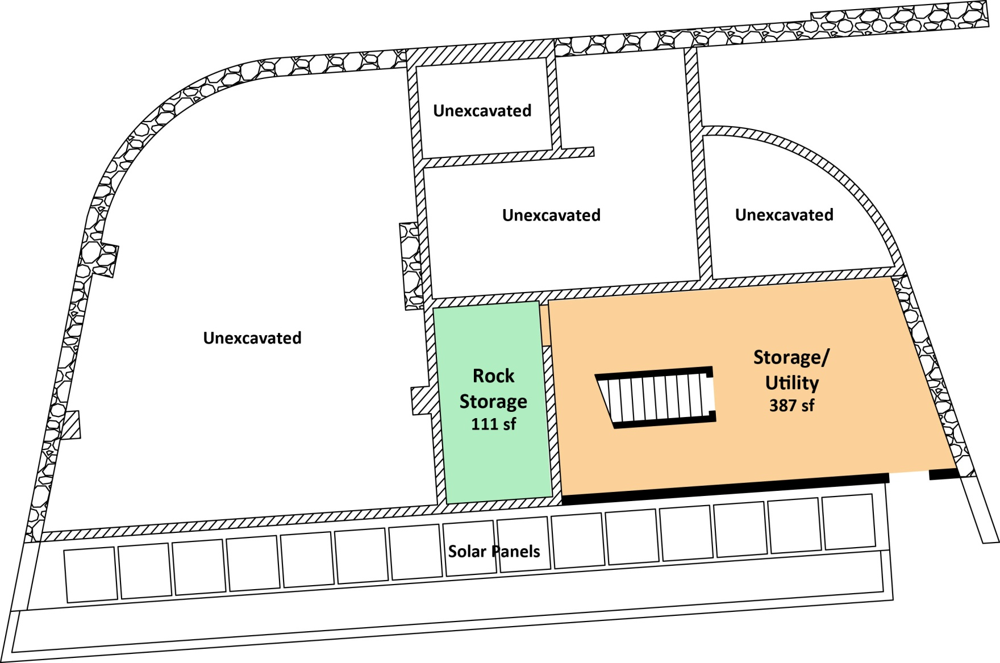 Unexcavated
Unexcavated
Unexcavated
Unexcavated
Rock
Storage
111 sf
Storage/
Utility
387 sf
Solar Panels